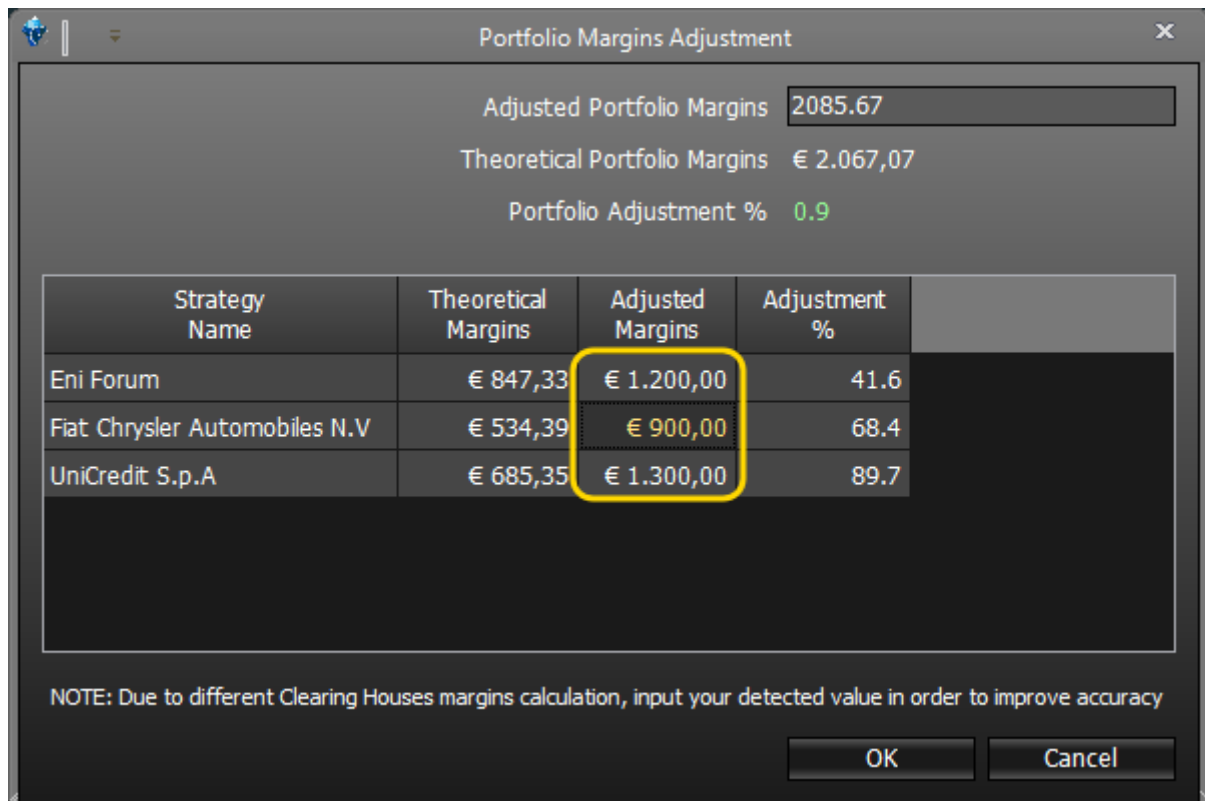 Portfolio Margins Adjustment
Adjusted Portfolio Margins 2085.67
Theoretical Portfolio Margins € 2.067,07
Portfolio Adjustment % 0.9
Strategy Name Theoretical Margins Adjusted Margins Adjustment %
Eni Forum € 847,33 € 1.200,00 41.6
Fiat Chrysler Automobiles N.V € 534,39 € 900,00 68.4
UniCredit S.p.A € 685,35 € 1.300,00 89.7
NOTE: Due to different Clearing Houses margins calculation, input your detected value in order to improve accuracy
OK Cancel